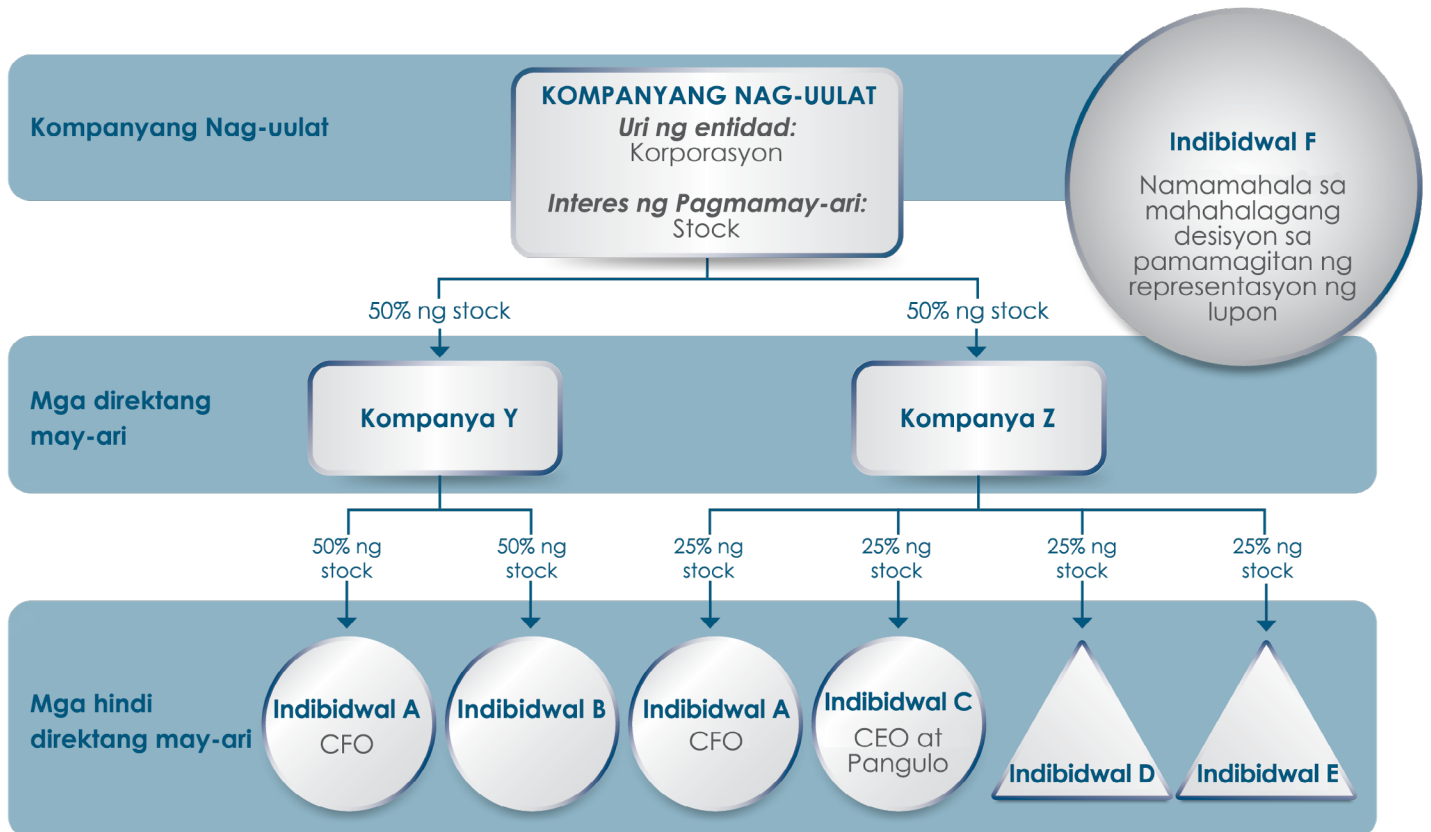 Kompanyang Nag-uulat
KOMPANYANG NAG-UULAT
Uri ng entidad:
Korporasyon
Interes ng Pagmamay-ari:
Stock
Indibidwal F
Namamahala sa
mahahalagang
desisyon sa
pamamagitan ng
representasyon ng
lupon
50% ng stock
50% ng stock
Mga direktang
may-ari
Kompanya Y
Kompanya Z
50% ng
stock
50% ng
stock
25% ng
stock
25% ng
stock
25% ng
stock
25% ng
stock
Mga hindi
direktang may-ari
Indibidwal A
CFO
Indibidwal B
Indibidwal A
CFO
Indibidwal C
CEO at
Pangulo
Indibidwal D
Indibidwal E